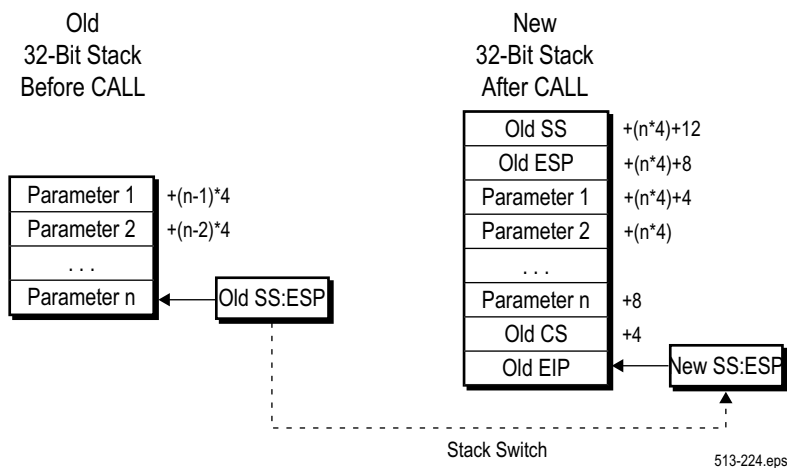 Old
32-Bit Stack
Before CALL
Parameter 1 +(n-1)*4
Parameter 2 +(n-2)*4
. . .
Parameter n
Old SS:ESP
New
32-Bit Stack
After CALL
Old SS +(n*4)+12
Old ESP +(n*4)+8
Parameter 1 +(n*4)+4
Parameter 2 +(n*4)
. . .
Parameter n +8
Old CS +4
Old EIP
New SS:ESP
Stack Switch
513-224.eps